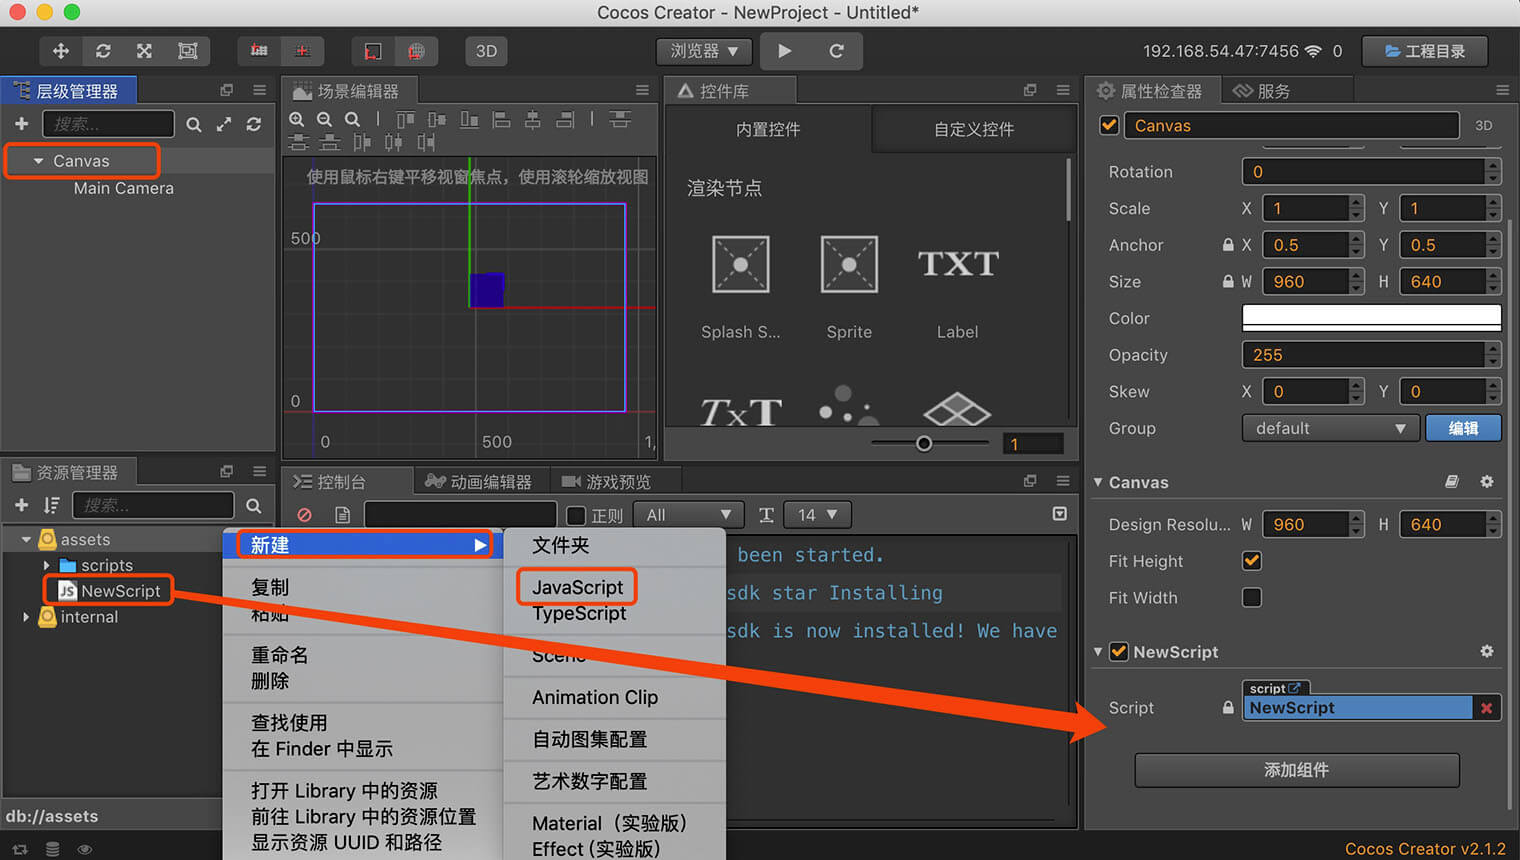 Cocos Creator - NewProject - Untitled*
3D
浏览器
192.168.54.47:7456
0
工程目录
层级管理器
搜索...
Canvas
Main Camera
场景编辑器
使用鼠标右键平移视窗焦点，使用滚轮缩放视图
500
0
0
500
1,
控件库
内置控件
自定义控件
渲染节点
Splash S...
Sprite
TXT
Label
TxT
1
属性检查器
服务
Canvas
3D
Rotation
0
Scale
X
1
Y
1
Anchor
X
0.5
Y
0.5
Size
W
960
H
640
Color
Opacity
255
Skew
X
0
Y
0
Group
default
编辑
Canvas
Design Resolu...
W
960
H
640
Fit Height
Fit Width
NewScript
Script
script
NewScript
添加组件
资源管理器
搜索...
assets
scripts
JS
NewScript
internal
db://assets
控制台
动画编辑器
游戏预览
正则
All
14
been started.
sdk star Installing
sdk is now installed! We have
新建
复制
粘贴
重命名
删除
查找使用
在 Finder 中显示
打开 Library 中的资源
前往 Library 中的资源位置
显示资源 UUID 和路径
文件夹
JavaScript
TypeScript
Scene
Animation Clip
自动图集配置
艺术数字配置
Material（实验版）
Effect (实验版)
Cocos Creator v2.1.2